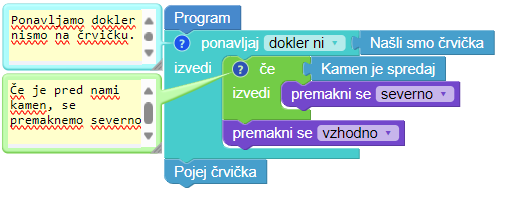 Ponavljamo dokler
nismo na črvičku.
Program
? ponavljaj dokler ni Našli smo črvička
izvedi ? če Kamen je spredaj
Če je pred nami
kamen, se
premaknemo severno
izvedi premakni se severno
premakni se vzhodno
Pojej črvička